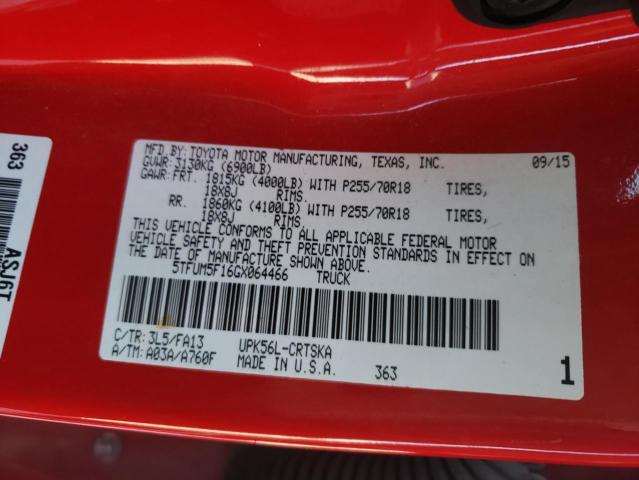 MFD.BY: TOYOTA MOTOR MANUFACTURING, TEXAS, INC. 09/15
GVWR: 3130KG (6900LB)
GAWR: FRT. 1815KG (4000LB) WITH P255/70R18 TIRES,
18X8J RIMS.
RR. 1860KG (4100LB) WITH P255/70R18 TIRES,
18X8J RIMS
THIS VEHICLE CONFORMS TO ALL APPLICABLE FEDERAL MOTOR
VEHICLE SAFETY AND THEFT PREVENTION STANDARDS IN EFFECT ON
THE DATE OF MANUFACTURE SHOWN ABOVE.
5TFUM5F16GX064466 TRUCK
C/TR: 3L5/FA13 UPK56L-CRTSKA
A/TM: A03A/A760F MADE IN U.S.A. 363 1
363
ASJ6T